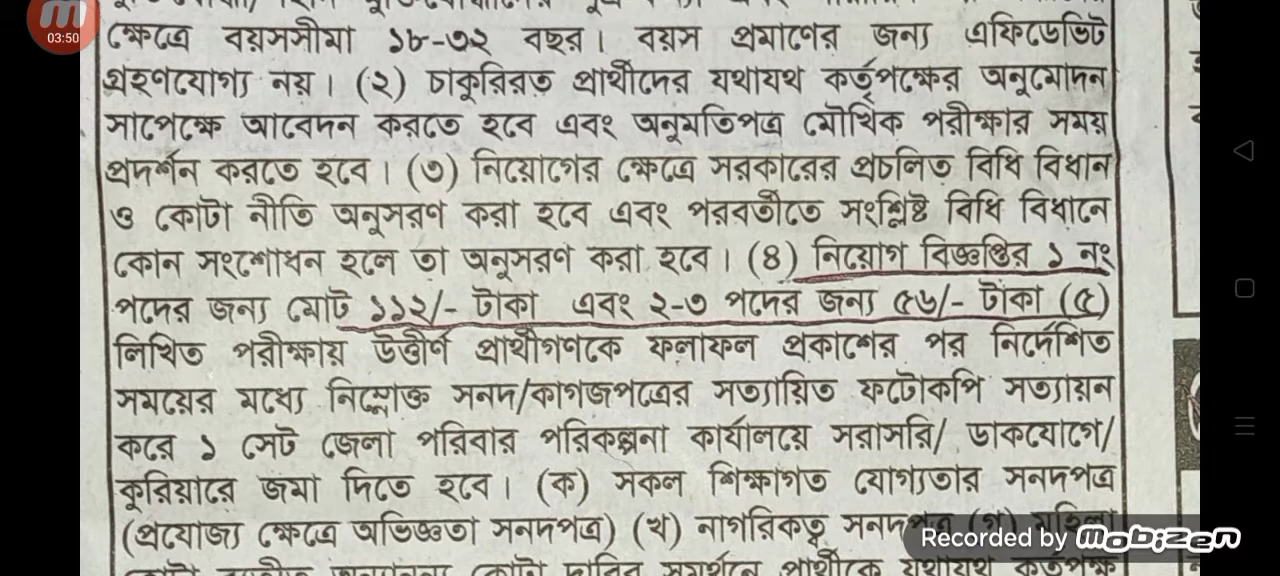 03:50
ক্ষেত্রে বয়সসীমা ১৮-৩২ বছর। বয়স প্রমাণের জন্য এফিডেভিট
গ্রহণযোগ্য নয়। (২) চাকুরিরত প্রার্থীদের যথাযথ কর্তৃপক্ষের অনুমোদন
সাপেক্ষে আবেদন করতে হবে এবং অনুমতিপত্র মৌখিক পরীক্ষার সময়
প্রদর্শন করতে হবে। (৩) নিয়োগের ক্ষেত্রে সরকারের প্রচলিত বিধি বিধান
ও কোটা নীতি অনুসরণ করা হবে এবং পরবর্তীতে সংশ্লিষ্ট বিধি বিধানে
কোন সংশোধন হলে তা অনুসরণ করা হবে। (৪) নিয়োগ বিজ্ঞপ্তির ১ নং
পদের জন্য মোট ১১২/- টাকা এবং ২-৩ পদের জন্য ৫৬/- টাকা (৫)
লিখিত পরীক্ষায় উত্তীর্ণ প্রার্থীগণকে ফলাফল প্রকাশের পর নির্দেশিত
সময়ের মধ্যে নিম্নোক্ত সনদ/কাগজপত্রের সত্যায়িত ফটোকপি সত্যায়ন
করে ১ সেট জেলা পরিবার পরিকল্পনা কার্যালয়ে সরাসরি/ ডাকযোগে/
কুরিয়ারে জমা দিতে হবে। (ক) সকল শিক্ষাগত যোগ্যতার সনদপত্র
(প্রযোজ্য ক্ষেত্রে অভিজ্ঞতা সনদপত্র) (খ) নাগরিকত্ব সনদপত্র (গ) মহিলা
Recorded by mobizen